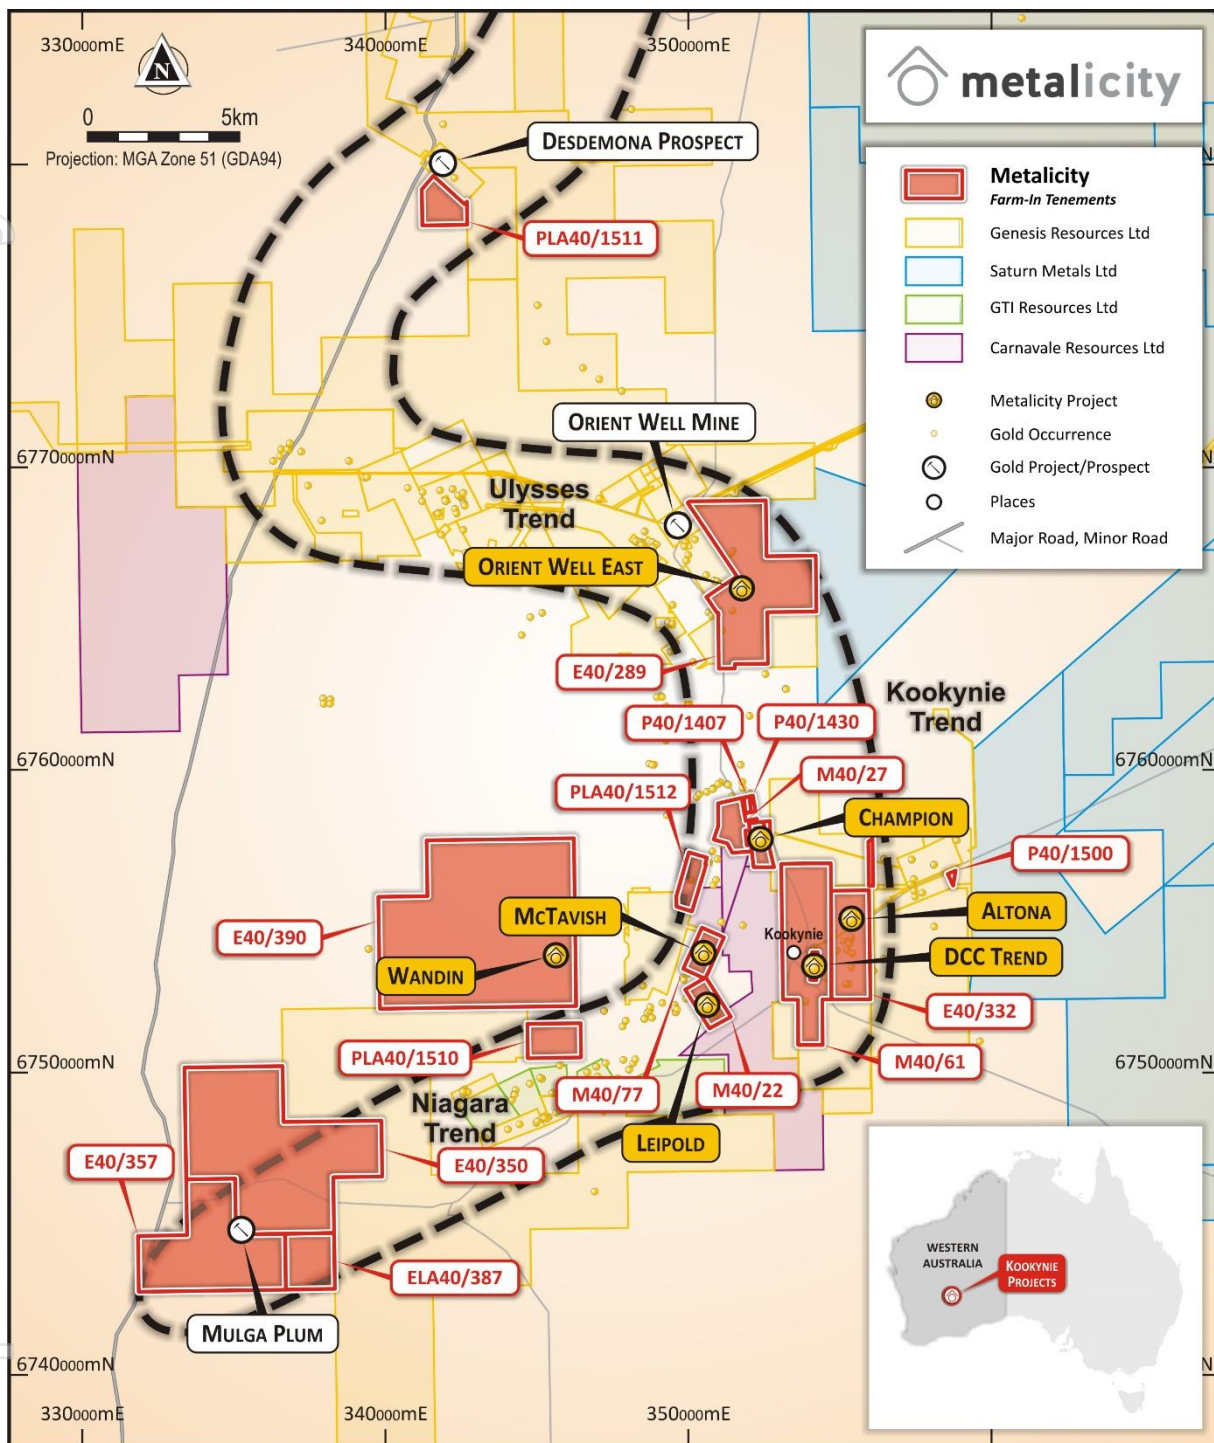 330000mE
340000mE
350000mE
N
0 5km
Projection: MGA Zone 51 (GDA94)
metalicity
DESDEMONA PROSPECT
PLA40/1511
Metalicity
Farm-In Tenements
Genesis Resources Ltd
Saturn Metals Ltd
GTI Resources Ltd
Carnavale Resources Ltd
Metalicity Project
Gold Occurrence
Gold Project/Prospect
Places
Major Road, Minor Road
ORIENT WELL MINE
6770000mN
N
Ulysses
Trend
ORIENT WELL EAST
E40/289
Kookynie
Trend
P40/1407
P40/1430
M40/27
6760000mN
6760000mN
PLA40/1512
CHAMPION
P40/1500
MCTAVISH
ALTONA
E40/390
Kookynie
WANDIN
DCC TREND
E40/332
PLA40/1510
M40/61
6750000mN
6750000mN
M40/77
M40/22
Niagara
Trend
LEIPOLD
E40/357
E40/350
ELA40/387
MULGA PLUM
WESTERN
AUSTRALIA
KOOKYNIE
PROJECTS
6740000mN
N
330000mE
340000mE
350000mE